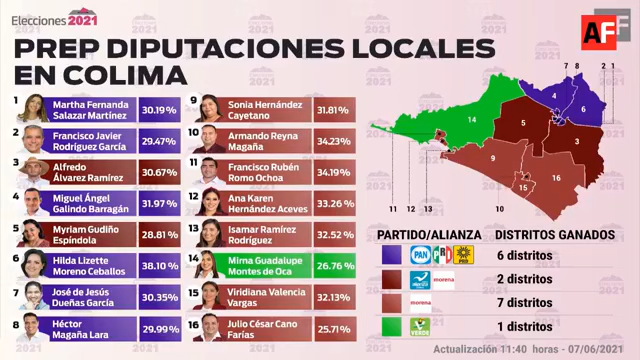 Elecciones 2021
AFF
PREP DIPUTACIONES LOCALES
EN COLIMA
1 Martha Fernanda
Salazar Martínez 30.19%
2 Francisco Javier
Rodríguez García 29.47%
3 Alfredo
Álvarez Ramírez 30.67%
4 Miguel Ángel
Galindo Barragán 31.97%
5 Myriam Gudiño
Espíndola 28.81%
6 Hilda Lizette
Moreno Ceballos 38.10%
7 José de Jesús
Dueñas García 30.35%
8 Héctor
Magaña Lara 29.99%
9 Sonia Hernández
Cayetano 31.81%
10 Armando Reyna
Magaña 34.23%
11 Francisco Rubén
Romo Ochoa 34.19%
12 Ana Karen
Hernández Aceves 33.26%
13 Isamar Ramírez
Rodríguez 32.52%
14 Mirna Guadalupe
Montes de Oca 26.76%
15 Viridiana Valencia
Vargas 32.13%
16 Julio César Cano
Farías 25.71%
7 8 2 1
4
6
14
5
3
9
16
15
11 12 13 10
PARTIDO/ALIANZA DISTRITOS GANADOS
PAN PRI PRD 6 distritos
morena 2 distritos
morena 7 distritos
VERDE 1 distritos
Actualización 11:40 horas - 07/06/2021